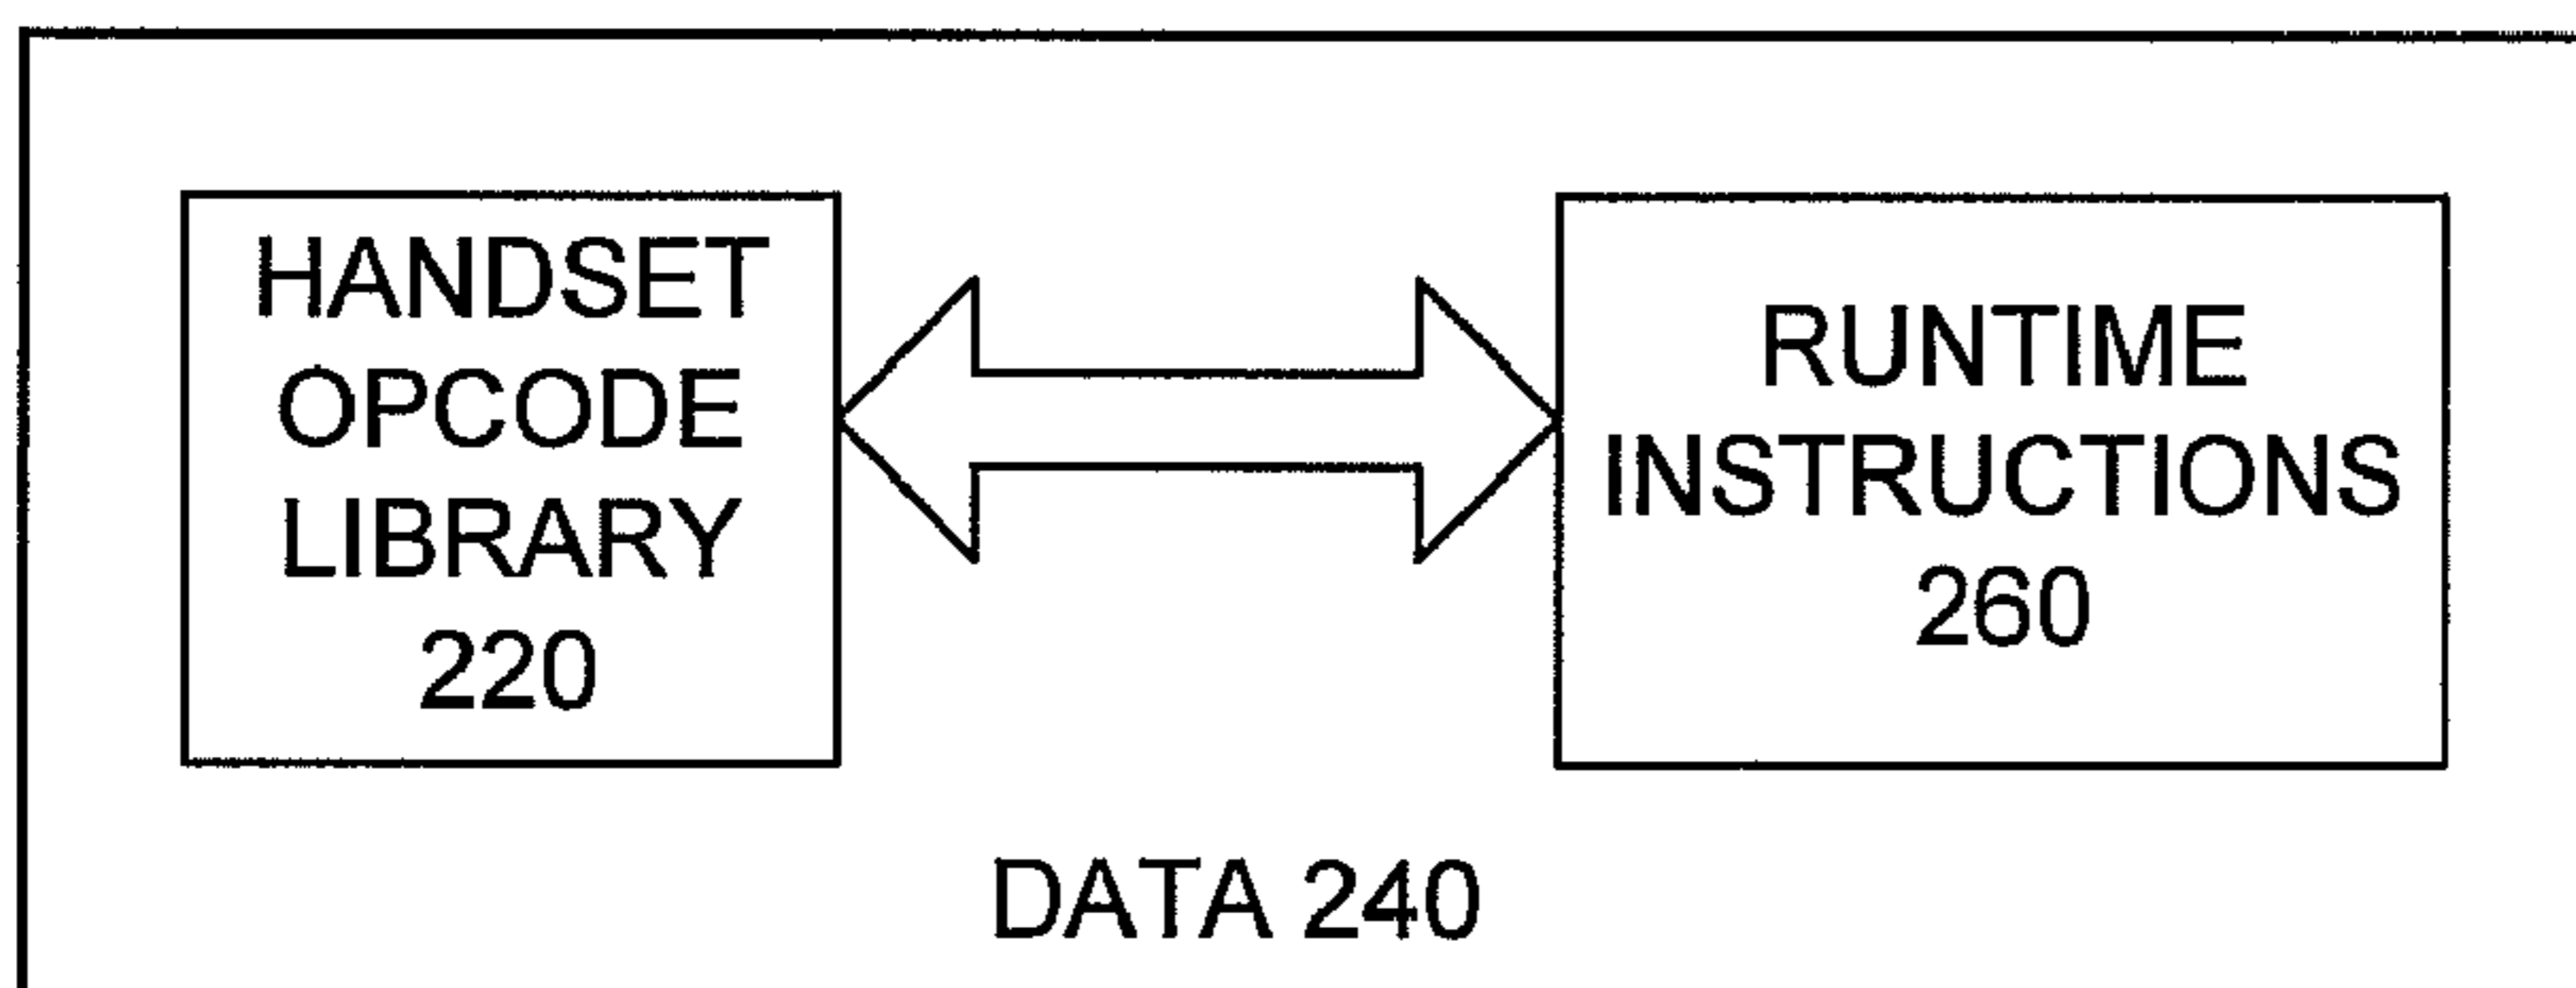 HANDSET
OPCODE
LIBRARY
220
RUNTIME
INSTRUCTIONS
260
DATA 240